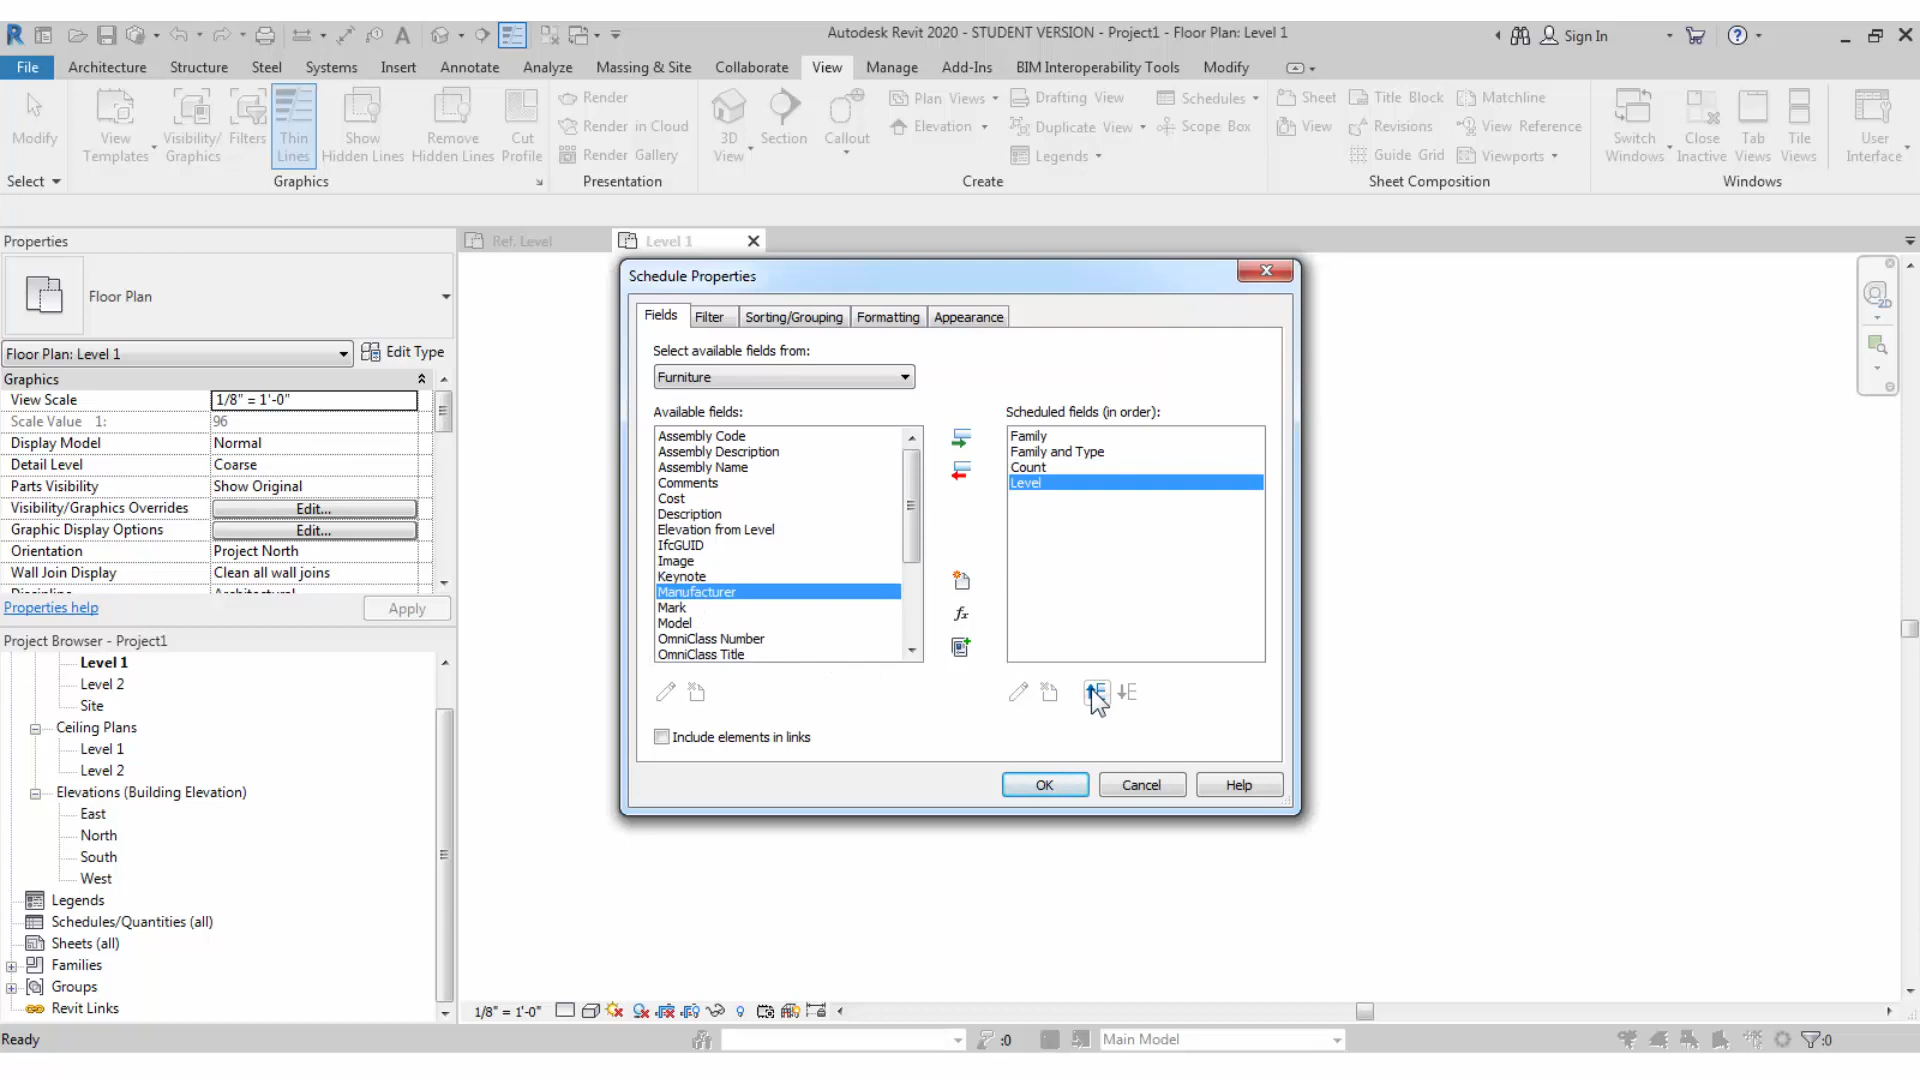 Autodesk Revit 2020 - STUDENT VERSION - Project1 - Floor Plan: Level 1
Sign In
File Architecture Structure Steel Systems Insert Annotate Analyze Massing & Site Collaborate View Manage Add-Ins BIM Interoperability Tools Modify
Modify
View Templates
Visibility/ Graphics
Filters
Thin Lines
Show Hidden Lines
Remove Hidden Lines
Cut Profile
Render
Render in Cloud
Render Gallery
3D View
Section
Callout
Plan Views
Elevation
Drafting View
Duplicate View
Legends
Schedules
Scope Box
Sheet
View
Title Block
Revisions
Guide Grid
Matchline
View Reference
Viewports
Switch Windows
Close Inactive
Tab Views
Tile Views
User Interface
Select
Graphics
Presentation
Create
Sheet Composition
Windows
Properties
Floor Plan
Floor Plan: Level 1
Edit Type
Graphics
View Scale 1/8" = 1'-0"
Scale Value 1: 96
Display Model Normal
Detail Level Coarse
Parts Visibility Show Original
Visibility/Graphics Overrides Edit...
Graphic Display Options Edit...
Orientation Project North
Wall Join Display Clean all wall joins
Discipline Architectural
Properties help
Apply
Project Browser - Project1
Level 1
Level 2
Site
Ceiling Plans
Level 1
Level 2
Elevations (Building Elevation)
East
North
South
West
Legends
Schedules/Quantities (all)
Sheets (all)
Families
Groups
Revit Links
Ref. Level
Level 1
2D
Schedule Properties
Fields Filter Sorting/Grouping Formatting Appearance
Select available fields from:
Furniture
Available fields:
Assembly Code
Assembly Description
Assembly Name
Comments
Cost
Description
Elevation from Level
IfcGUID
Image
Keynote
Manufacturer
Mark
Model
OmniClass Number
OmniClass Title
fx
Scheduled fields (in order):
Family
Family and Type
Count
Level
Include elements in links
OK Cancel Help
1/8" = 1'-0"
Ready
:0
Main Model
:0